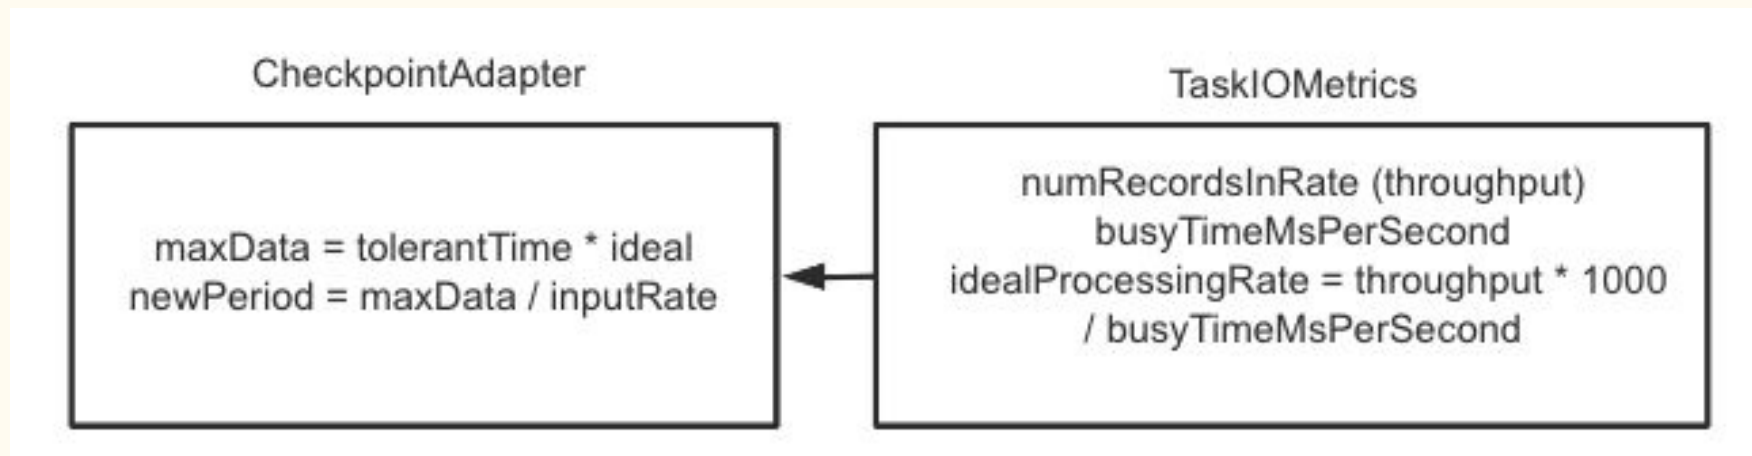 CheckpointAdapter
maxData = tolerantTime * ideal
newPeriod = maxData / inputRate
TaskIOMetrics
numRecordsInRate (throughput)
busyTimeMsPerSecond
idealProcessingRate = throughput * 1000
/ busyTimeMsPerSecond